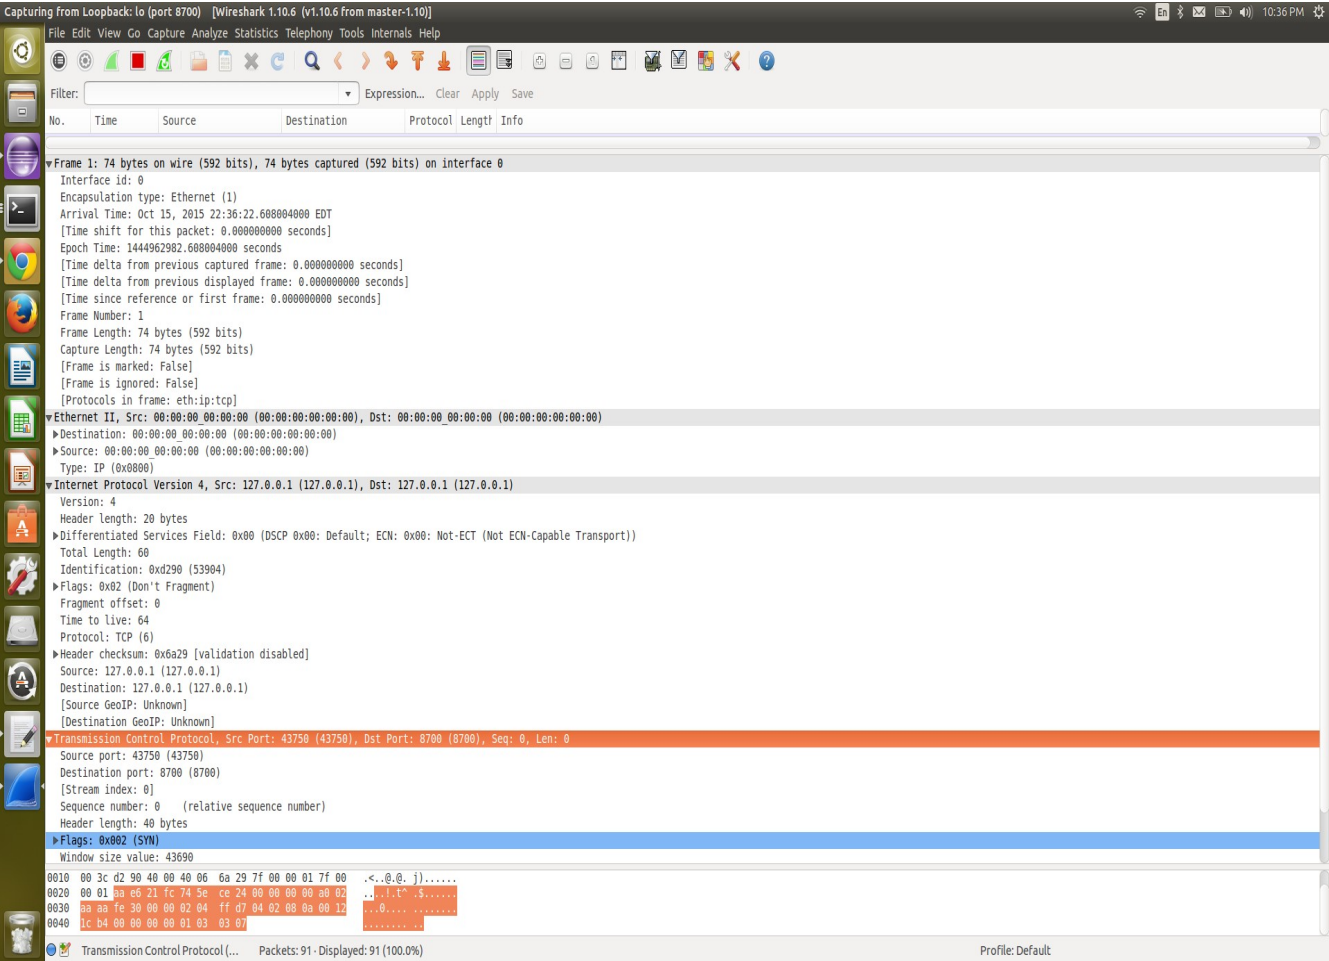 Capturing from Loopback: lo (port 8700)   [Wireshark 1.10.6  (v1.10.6 from master-1.10)]
En 10:36 PM
File Edit View Go Capture Analyze Statistics Telephony Tools Internals Help
Filter: Expression... Clear Apply Save
No. Time Source Destination Protocol Length Info
Frame 1: 74 bytes on wire (592 bits), 74 bytes captured (592 bits) on interface 0
Interface id: 0
Encapsulation type: Ethernet (1)
Arrival Time: Oct 15, 2015 22:36:22.608004000 EDT
[Time shift for this packet: 0.000000000 seconds]
Epoch Time: 1444962982.608004000 seconds
[Time delta from previous captured frame: 0.000000000 seconds]
[Time delta from previous displayed frame: 0.000000000 seconds]
[Time since reference or first frame: 0.000000000 seconds]
Frame Number: 1
Frame Length: 74 bytes (592 bits)
Capture Length: 74 bytes (592 bits)
[Frame is marked: False]
[Frame is ignored: False]
[Protocols in frame: eth:ip:tcp]
Ethernet II, Src: 00:00:00_00:00:00 (00:00:00:00:00:00), Dst: 00:00:00_00:00:00 (00:00:00:00:00:00)
Destination: 00:00:00_00:00:00 (00:00:00:00:00:00)
Source: 00:00:00_00:00:00 (00:00:00:00:00:00)
Type: IP (0x0800)
Internet Protocol Version 4, Src: 127.0.0.1 (127.0.0.1), Dst: 127.0.0.1 (127.0.0.1)
Version: 4
Header length: 20 bytes
Differentiated Services Field: 0x00 (DSCP 0x00: Default; ECN: 0x00: Not-ECT (Not ECN-Capable Transport))
Total Length: 60
Identification: 0xd290 (53904)
Flags: 0x02 (Don't Fragment)
Fragment offset: 0
Time to live: 64
Protocol: TCP (6)
Header checksum: 0x6a29 [validation disabled]
Source: 127.0.0.1 (127.0.0.1)
Destination: 127.0.0.1 (127.0.0.1)
[Source GeoIP: Unknown]
[Destination GeoIP: Unknown]
Transmission Control Protocol, Src Port: 43750 (43750), Dst Port: 8700 (8700), Seq: 0, Len: 0
Source port: 43750 (43750)
Destination port: 8700 (8700)
[Stream index: 0]
Sequence number: 0    (relative sequence number)
Header length: 40 bytes
Flags: 0x002 (SYN)
Window size value: 43690
0010  00 3c d2 90 40 00 40 06  6a 29 7f 00 00 01 7f 00   .<..@.@. j)......
0020  00 01 aa e6 21 fc 74 5e  ce 24 00 00 00 00 a0 02   ....!.t^ .$......
0030  aa aa fe 30 00 00 02 04  ff d7 04 02 08 0a 00 12   ...0.... ........
0040  1c b4 00 00 00 00 01 03  03 07   ........ ..
Transmission Control Protocol (... Packets: 91 · Displayed: 91 (100.0%) Profile: Default